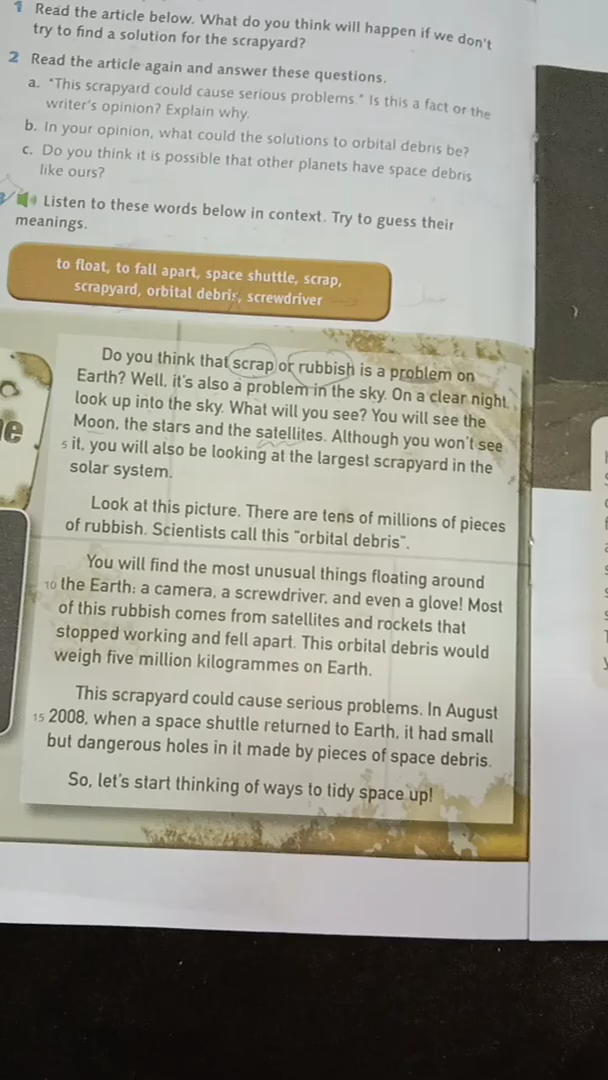 1 Read the article below. What do you think will happen if we don't
try to find a solution for the scrapyard?
2 Read the article again and answer these questions.
a. "This scrapyard could cause serious problems." Is this a fact or the
writer's opinion? Explain why.
b. In your opinion, what could the solutions to orbital debris be?
c. Do you think it is possible that other planets have space debris
like ours?
3 Listen to these words below in context. Try to guess their
meanings.
to float, to fall apart, space shuttle, scrap,
scrapyard, orbital debris, screwdriver
Do you think that scrap or rubbish is a problem on
Earth? Well, it's also a problem in the sky. On a clear night,
look up into the sky. What will you see? You will see the
Moon, the stars and the satellites. Although you won't see
5 it, you will also be looking at the largest scrapyard in the
solar system.
Look at this picture. There are tens of millions of pieces
of rubbish. Scientists call this "orbital debris".
You will find the most unusual things floating around
10 the Earth: a camera, a screwdriver, and even a glove! Most
of this rubbish comes from satellites and rockets that
stopped working and fell apart. This orbital debris would
weigh five million kilogrammes on Earth.
This scrapyard could cause serious problems. In August
15 2008, when a space shuttle returned to Earth, it had small
but dangerous holes in it made by pieces of space debris.
So, let's start thinking of ways to tidy space up!